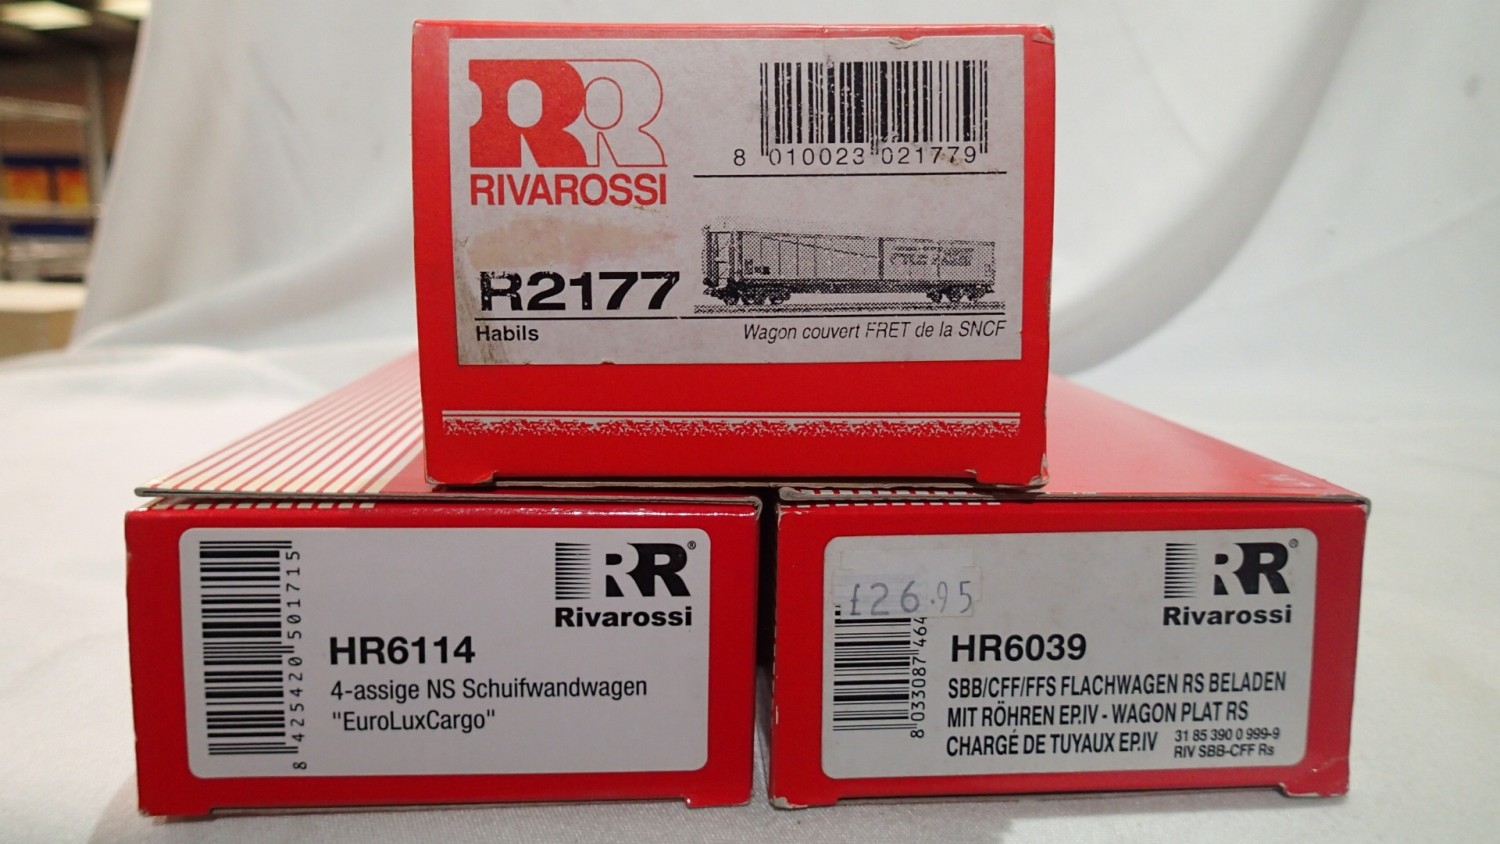 RR
RIVAROSSI
8 010023 021779
R2177
Habils
Wagon couvert FRET de la SNCF
8 425420 501715
RR®
Rivarossi
HR6114
4-assige NS Schuifwandwagen
"EuroLuxCargo"
£26.95
8 033087 464
RR®
Rivarossi
HR6039
SBB/CFF/FFS FLACHWAGEN RS BELADEN
MIT RÖHREN EP.IV - WAGON PLAT RS
CHARGÉ DE TUYAUX EP.IV
31 85 390 0 999-9
RIV SBB-CFF Rs